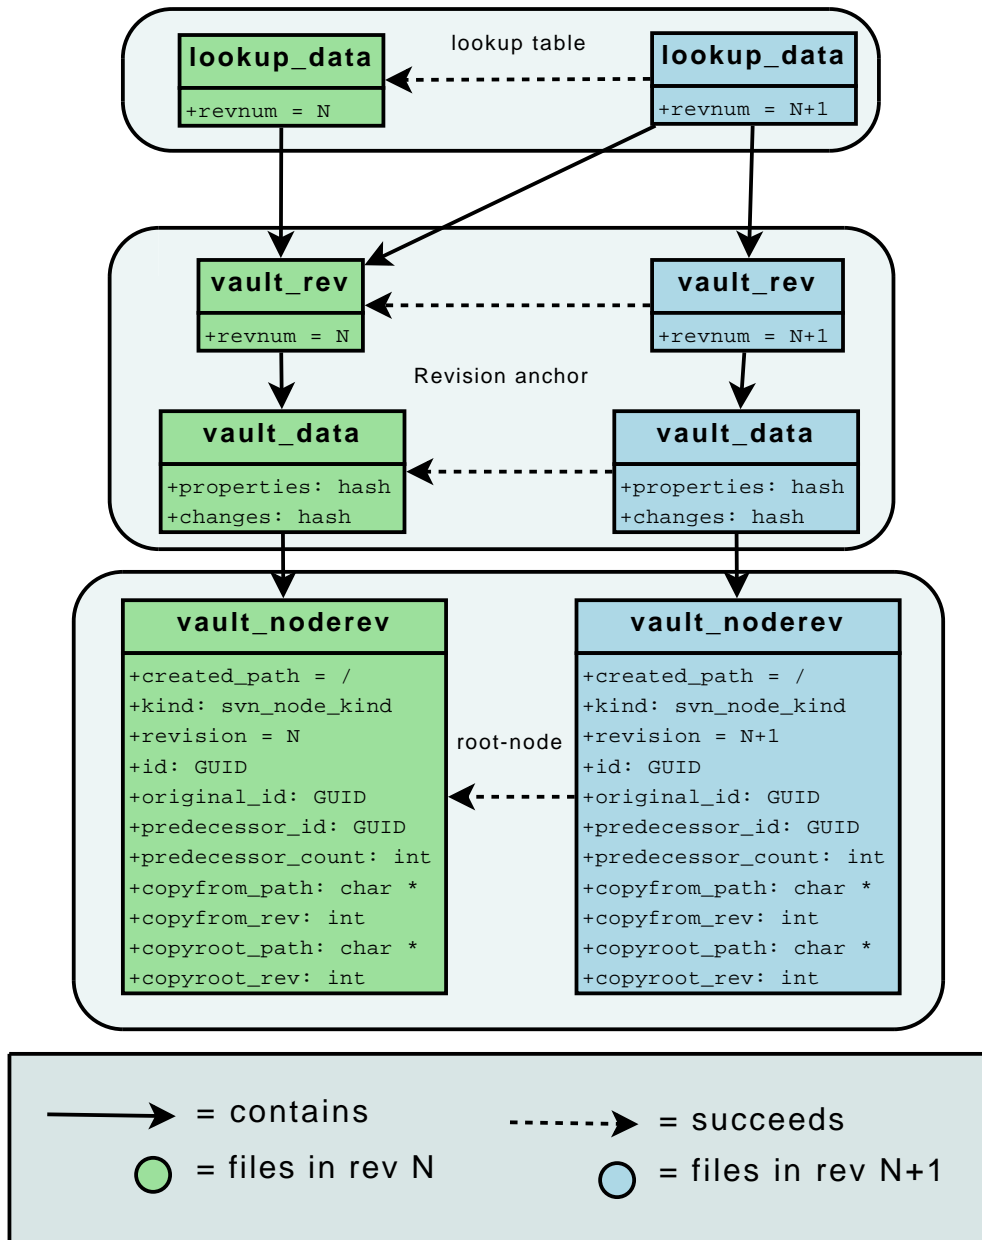 lookup table
lookup_data
+revnum = N
lookup_data
+revnum = N+1
vault_rev
+revnum = N
vault_rev
+revnum = N+1
Revision anchor
vault_data
+properties: hash
+changes: hash
vault_data
+properties: hash
+changes: hash
vault_noderev
+created_path = /
+kind: svn_node_kind
+revision = N
+id: GUID
+original_id: GUID
+predecessor_id: GUID
+predecessor_count: int
+copyfrom_path: char *
+copyfrom_rev: int
+copyroot_path: char *
+copyroot_rev: int
root-node
vault_noderev
+created_path = /
+kind: svn_node_kind
+revision = N+1
+id: GUID
+original_id: GUID
+predecessor_id: GUID
+predecessor_count: int
+copyfrom_path: char *
+copyfrom_rev: int
+copyroot_path: char *
+copyroot_rev: int
= contains
= succeeds
= files in rev N
= files in rev N+1